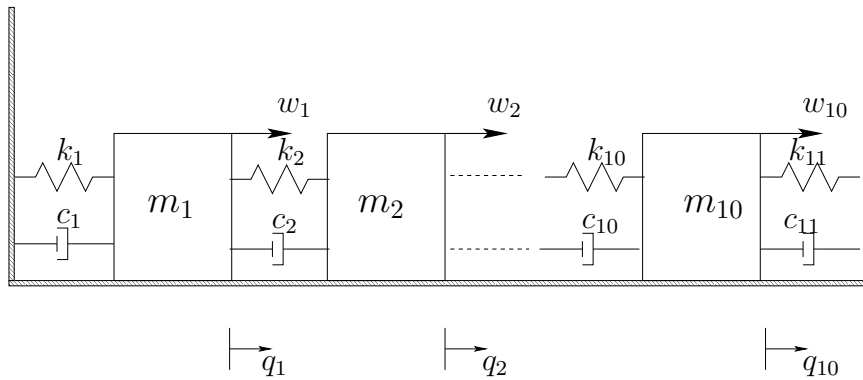 w₁ w₂ w₁₀
k₁ k₂ k₁₀ k₁₁
m₁ m₂ m₁₀
c₁ c₂ c₁₀ c₁₁
q₁ q₂ q₁₀